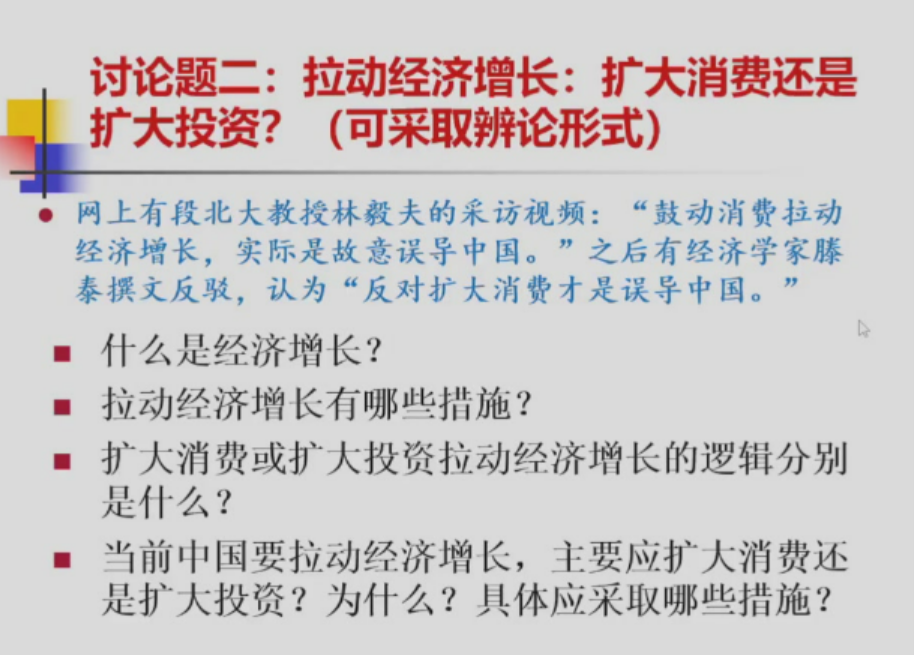 讨论题二：拉动经济增长：扩大消费还是
扩大投资？（可采取辨论形式）
网上有段北大教授林毅夫的采访视频：“鼓动消费拉动
经济增长，实际是故意误导中国。”之后有经济学家滕
泰撰文反驳，认为“反对扩大消费才是误导中国。”
什么是经济增长？
拉动经济增长有哪些措施？
扩大消费或扩大投资拉动经济增长的逻辑分别
是什么？
当前中国要拉动经济增长，主要应扩大消费还
是扩大投资？为什么？具体应采取哪些措施？